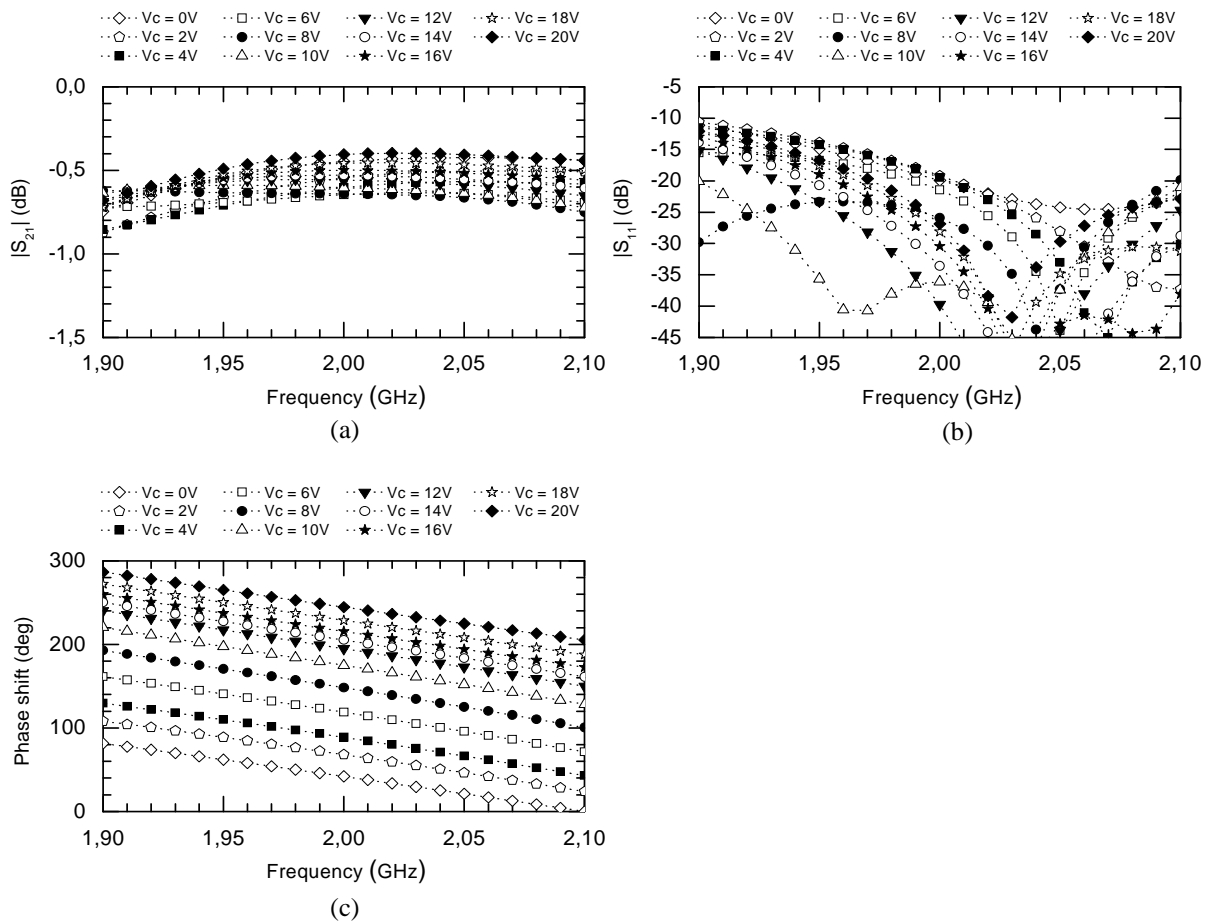 Vc = 0V Vc = 6V Vc = 12V Vc = 18V
Vc = 2V Vc = 8V Vc = 14V Vc = 20V
Vc = 4V Vc = 10V Vc = 16V
0,0
-0,5
-1,0
-1,5
|S21| (dB)
1,90 1,95 2,00 2,05 2,10
Frequency (GHz)
(a)
Vc = 0V Vc = 6V Vc = 12V Vc = 18V
Vc = 2V Vc = 8V Vc = 14V Vc = 20V
Vc = 4V Vc = 10V Vc = 16V
-5
-10
-15
-20
-25
-30
-35
-40
-45
|S11| (dB)
1,90 1,95 2,00 2,05 2,10
Frequency (GHz)
(b)
Vc = 0V Vc = 6V Vc = 12V Vc = 18V
Vc = 2V Vc = 8V Vc = 14V Vc = 20V
Vc = 4V Vc = 10V Vc = 16V
300
200
100
0
Phase shift (deg)
1,90 1,95 2,00 2,05 2,10
Frequency (GHz)
(c)